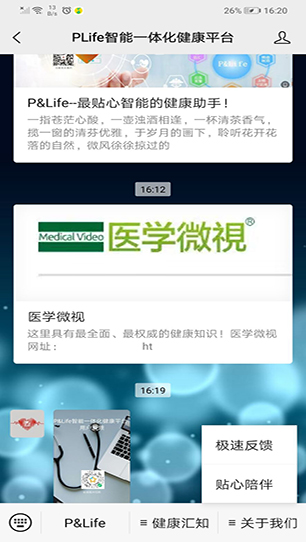 13
26% 16:20
PLife智能一体化健康平台
P&Life
P&Life--最贴心智能的健康助手！
一指苍茫心酸，一壶浊酒相逢，一杯清茶香气，
揽一窗的清芬优雅，于岁月的画下，聆听花开花
落的自然，微风徐徐掠过的
16:12
Medical Video 医学微視®
医学微视
这里具有最全面、最权威的健康知识！医学微视
网址： ht
16:19
P&Life智能一体化健康平台
极速反馈
贴心陪伴
P&Life
健康汇知
关于我们